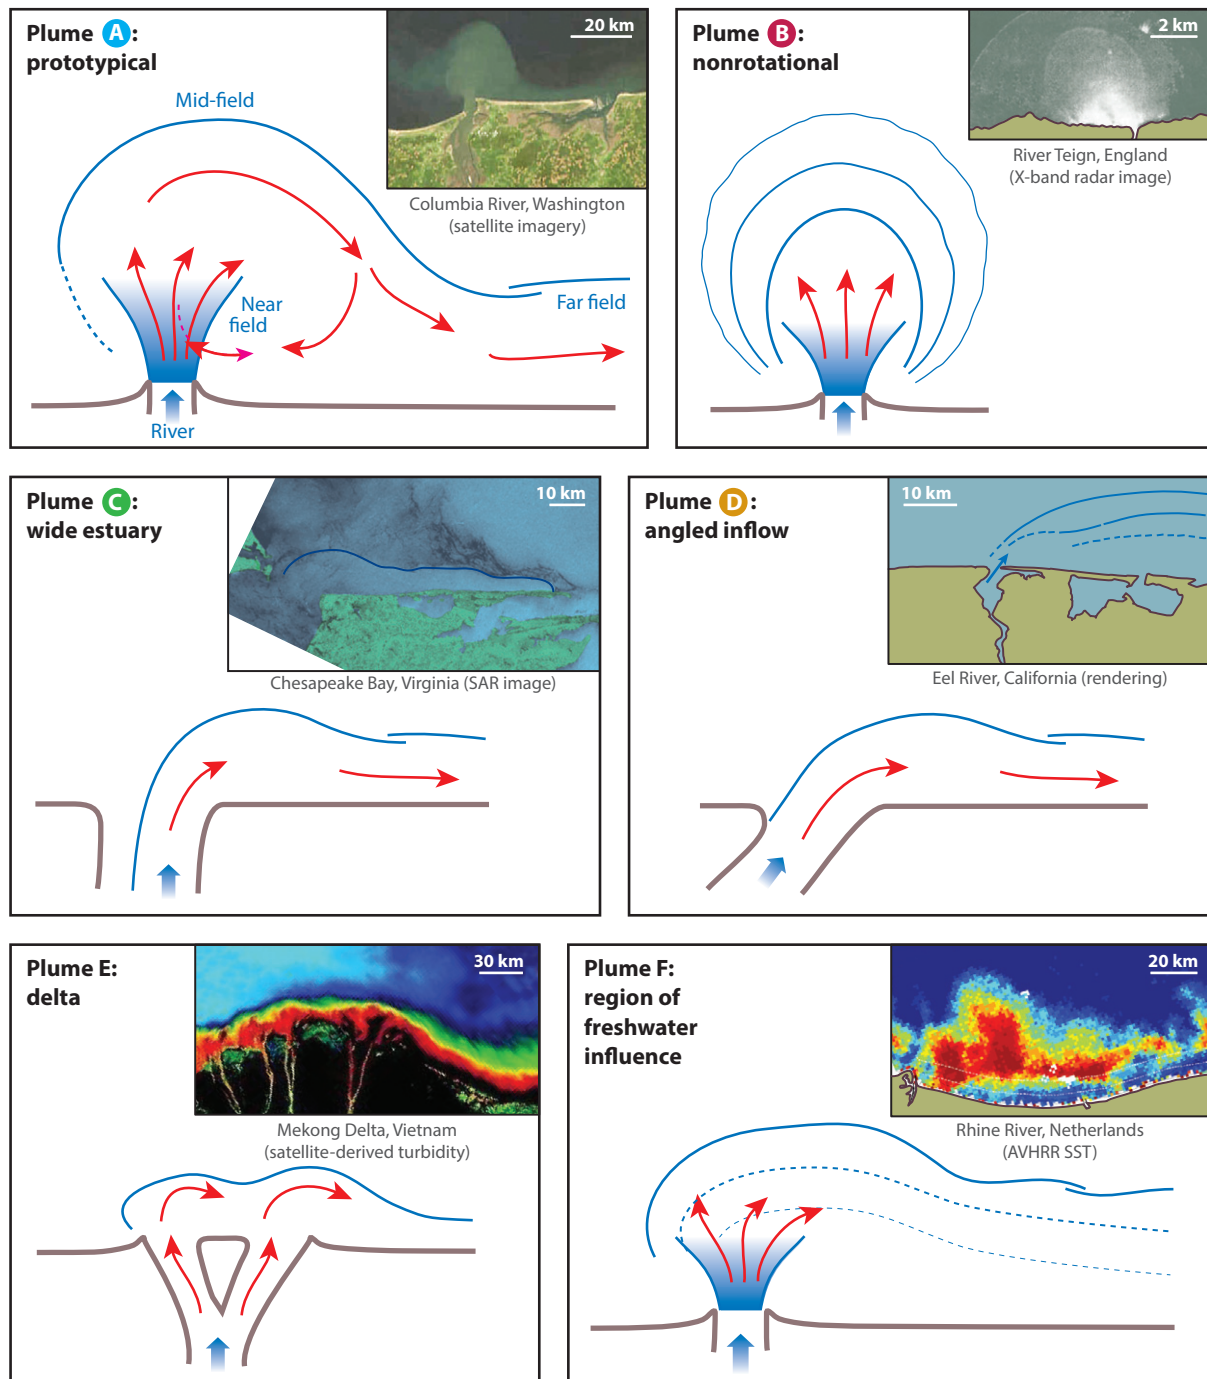 Plume A:
prototypical
20 km
Mid-field
Columbia River, Washington
(satellite imagery)
Near
field
Far field
River
Plume B:
nonrotational
2 km
River Teign, England
(X-band radar image)
Plume C:
wide estuary
10 km
Chesapeake Bay, Virginia (SAR image)
Plume D:
angled inflow
10 km
Eel River, California (rendering)
Plume E:
delta
30 km
Mekong Delta, Vietnam
(satellite-derived turbidity)
Plume F:
region of
freshwater
influence
20 km
Rhine River, Netherlands
(AVHRR SST)